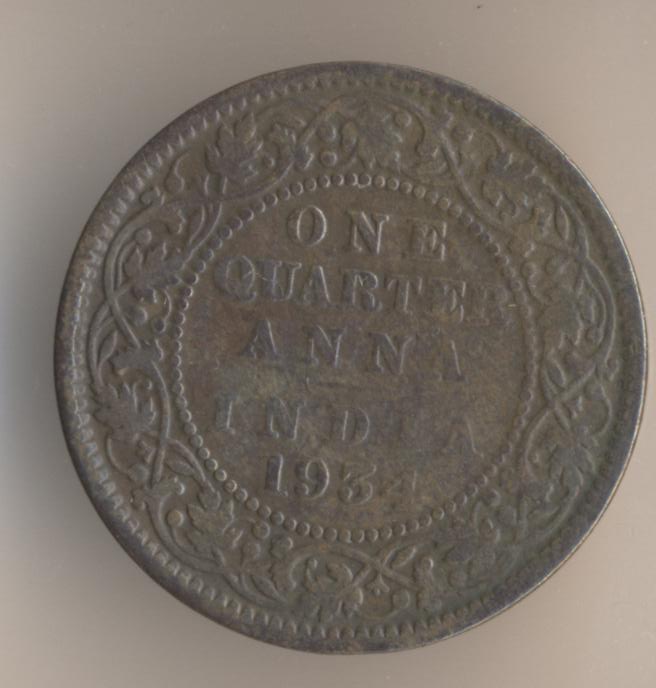 ONE
QUARTER
ANNA
INDIA
1934